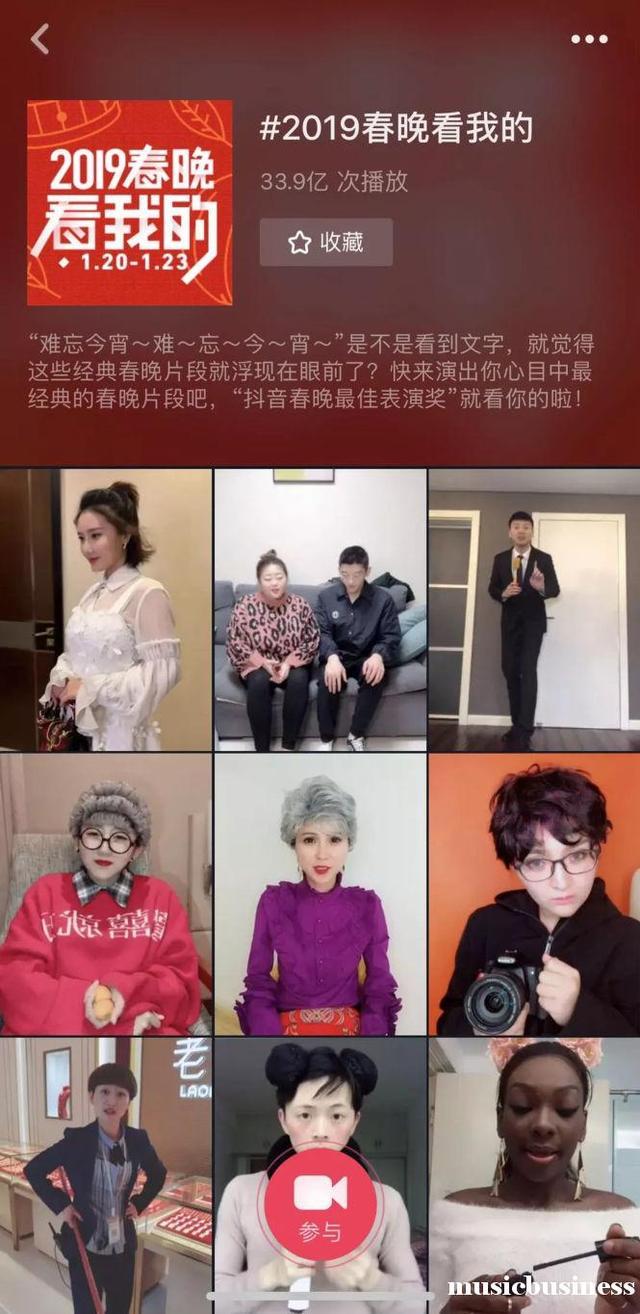 #2019春晚看我的
2019春晚
看我的
1.20-1.23
33.9亿 次播放
收藏
“难忘今宵～难～忘～今～宵～”是不是看到文字，就觉得
这些经典春晚片段就浮现在眼前了？快来演出你心目中最
经典的春晚片段吧，“抖音春晚最佳表演奖”就看你的啦！
老
LAO
参与
musicbusiness